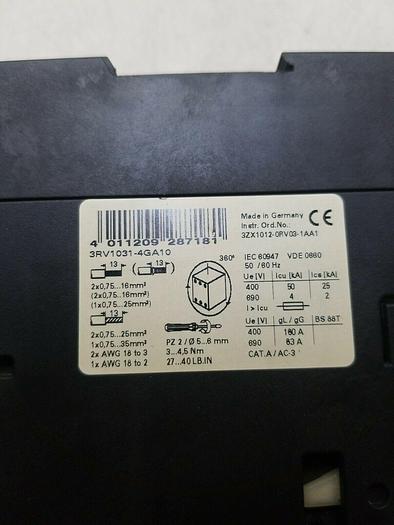 4 011209 287181
3RV1031-4GA10
Made in Germany
Instr. Ord.No.:
3ZX1012-0RV03-1AA1
CE
13
13
360°
2x0,75...16mm²
(2x0,75...16mm²)
(1x0,75...25mm²)
13
2x0,75...25mm²
1x0,75...35mm²
2x AWG 18 to 3
1x AWG 18 to 2
PZ 2 / Ø 5...6 mm
3...4,5 Nm
27...40 LB.IN
IEC 60947 VDE 0660
50 / 60 Hz
Ue [V] Icu [kA] Ics [kA]
400 50 25
690 4 2
I > Icu
Ue [V] gL / gG BS 88T
400 160 A
690 63 A
CAT.A / AC-3